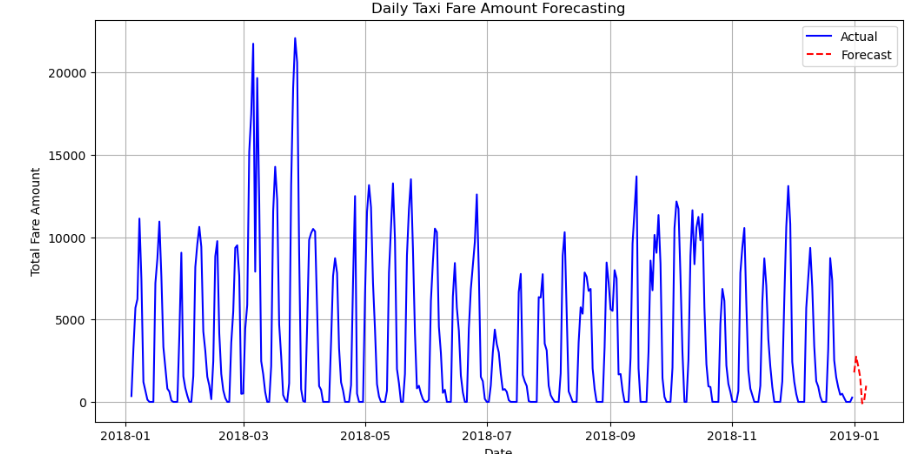 Daily Taxi Fare Amount Forecasting
Actual
Forecast
Total Fare Amount
20000
15000
10000
5000
0
2018-01
2018-03
2018-05
2018-07
2018-09
2018-11
2019-01
Date